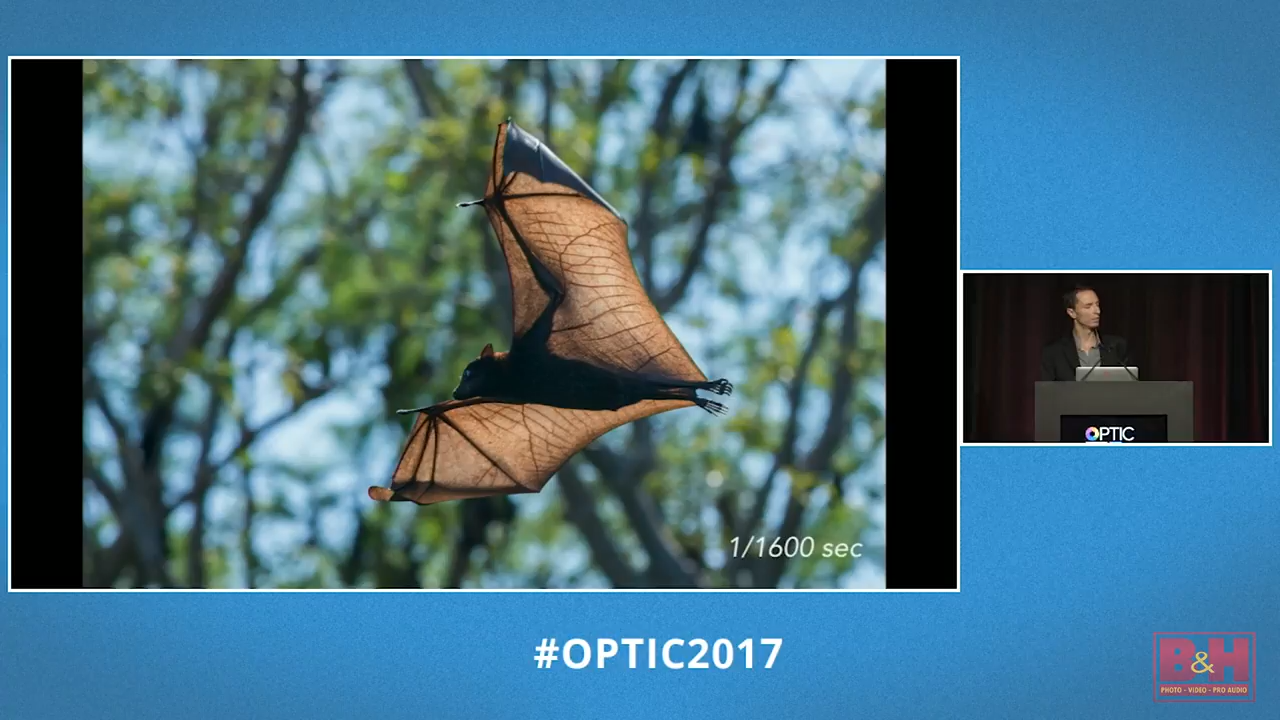 1/1600 sec
OPTIC
#OPTIC2017
B&H
PHOTO - VIDEO - PRO AUDIO